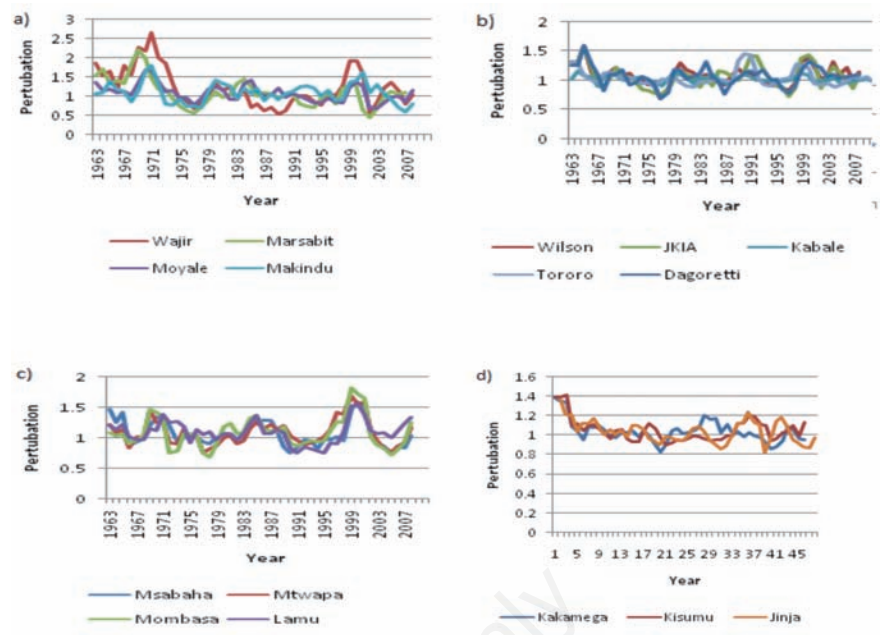 a)
3
2.5
2
1.5
1
0.5
0
Pertubation
1963
1967
1971
1975
1979
1983
1987
1991
1995
1999
2003
2007
Year
Wajir
Marsabit
Moyale
Makindu
b)
2
1.5
1
0.5
0
Pertubation
1963
1967
1971
1975
1979
1983
1987
1991
1995
1999
2003
2007
Year
Wilson
JKIA
Kabale
Tororo
Dagoretti
c)
2
1.5
1
0.5
0
Pertubation
1963
1967
1971
1975
1979
1983
1987
1991
1995
1999
2003
2007
Year
Msabaha
Mtwapa
Mombasa
Lamu
d)
1.6
1.4
1.2
1
0.8
0.6
0.4
0.2
0
Pertubation
1 5 9 13 17 21 25 29 33 37 41 45
Year
Kakamega
Kisumu
Jinja